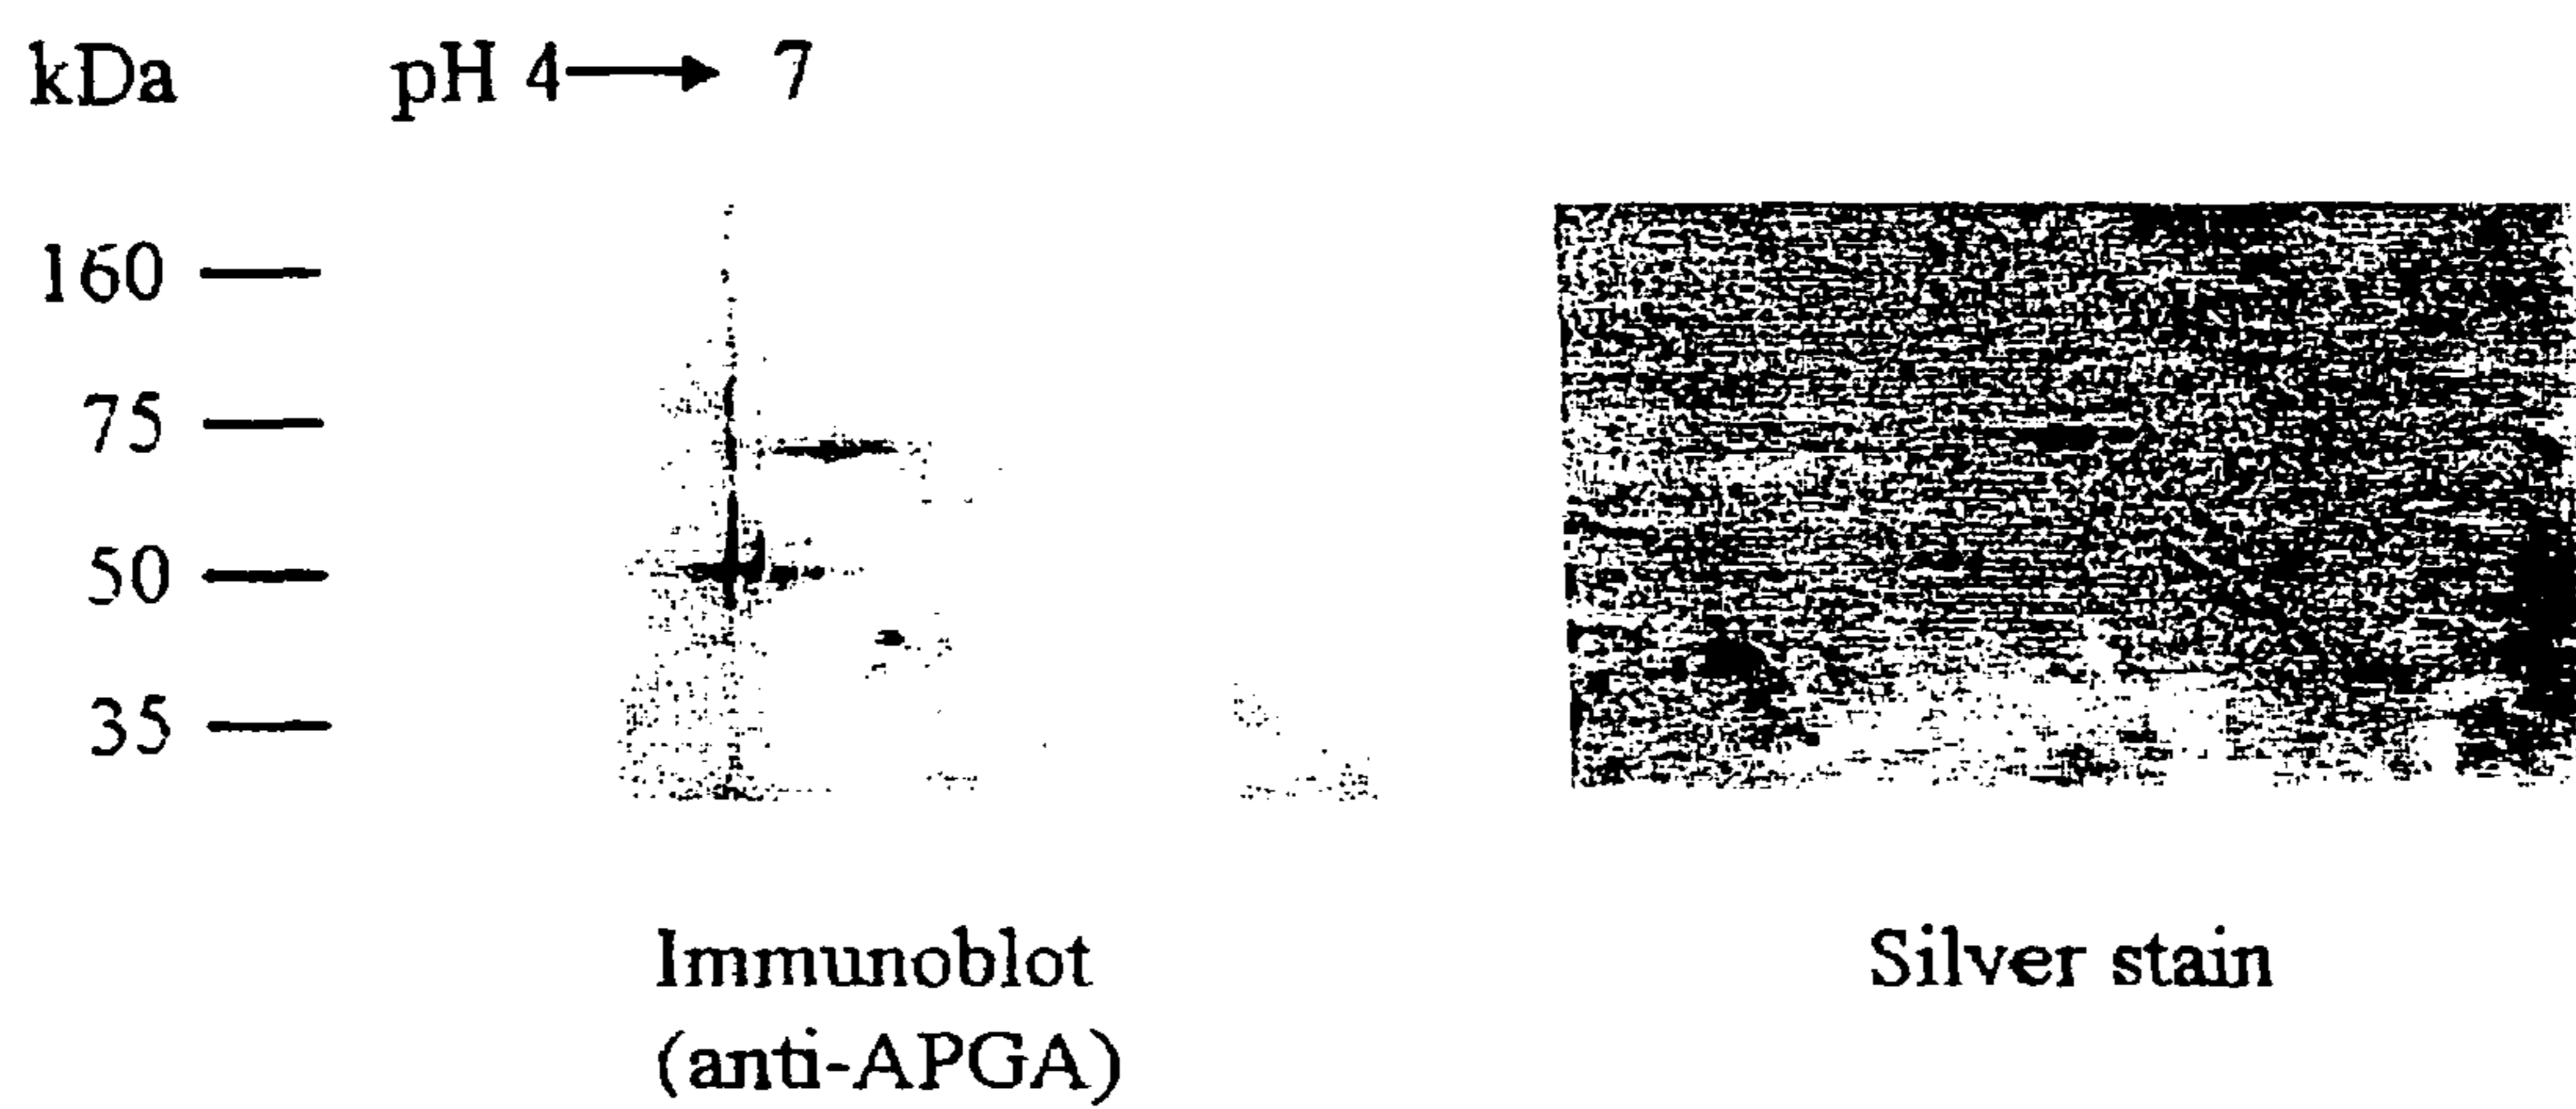 kDa pH 4 → 7
160
75
50
35
Immunoblot Silver stain
(anti-APGA)